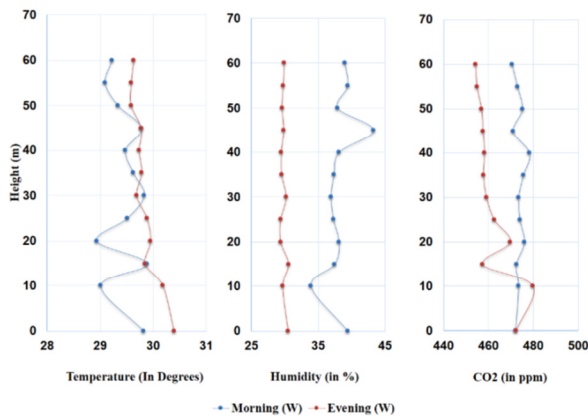 70 70 70
60 60 60
50 50 50
40 40 40
Height (m)
30 30 30
20 20 20
10 10 10
0 0 0
28 29 30 31 25 35 45 440 460 480 500
Temperature (In Degrees) Humidity (in %) CO2 (in ppm)
Morning (W) Evening (W)